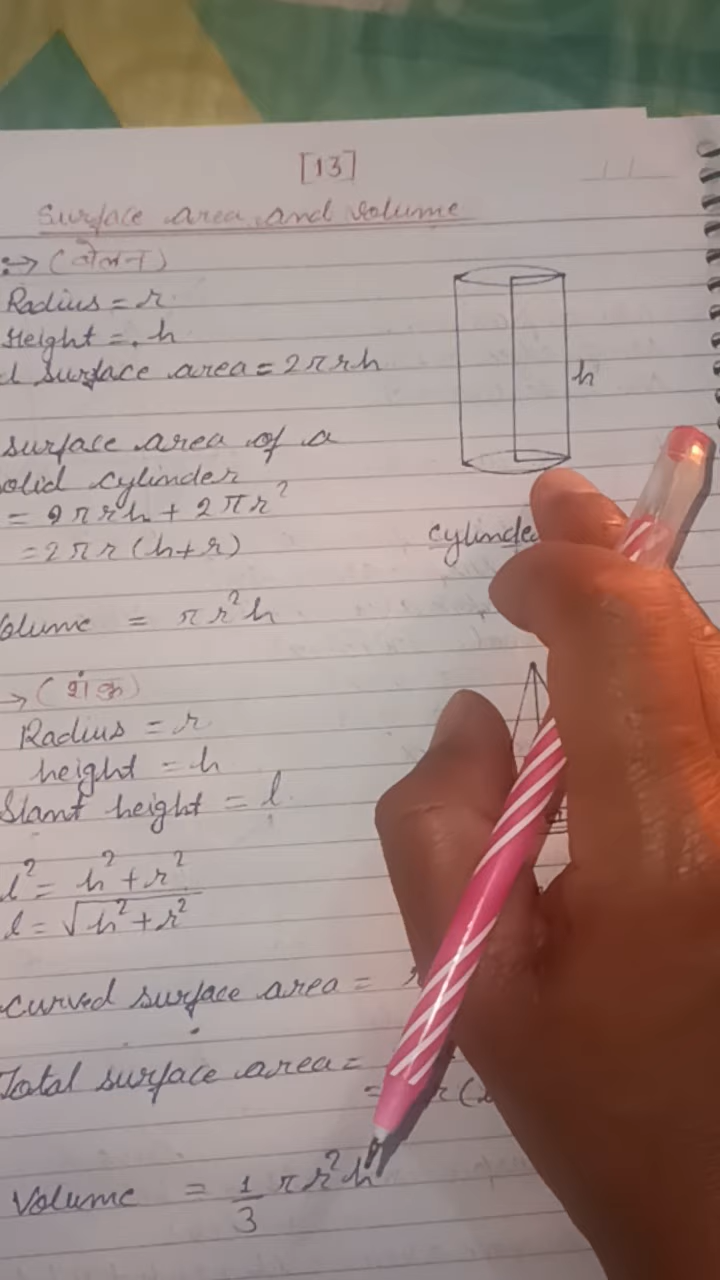 [13]
Surface area and volume
:→ (बेलन)
Radius = r
Height = h
surface area = 2πrh
h
surface area of a
cylinder
= 2πrh + 2πr²
= 2πr (h+r)
= πr²h
→ (शंकु)
Radius = r
height = h
Slant height = l
l² = h² + r²
l = √h² + r²
curved surface area =
Total surface area =
=
Volume = 1/3 πr²h